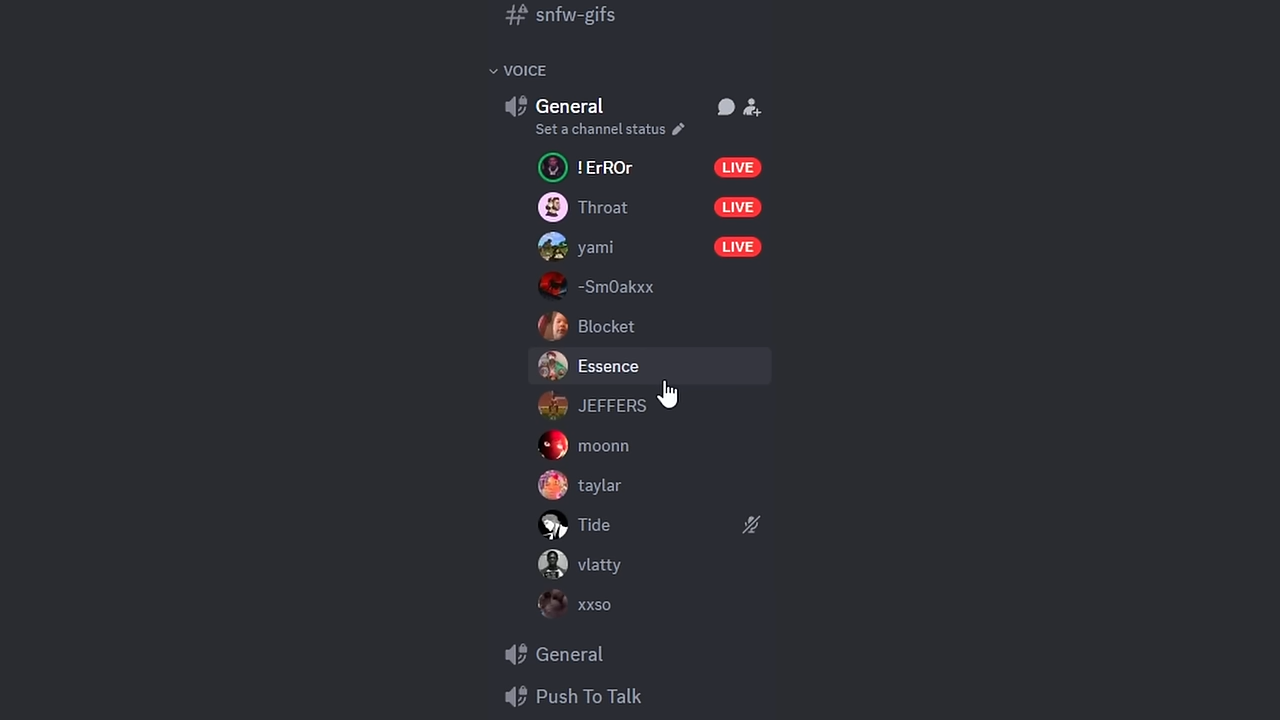 snfw-gifs
VOICE
General
Set a channel status
! ErROr LIVE
Throat LIVE
yami LIVE
-Sm0akxx
Blocket
Essence
JEFFERS
moonn
taylar
Tide
vlatty
xxso
General
Push To Talk